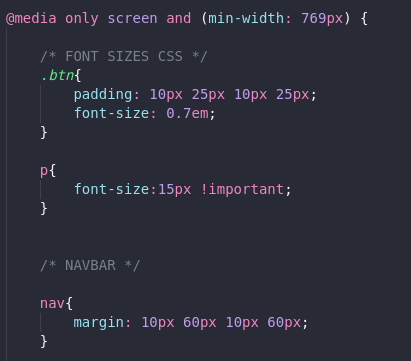 @media only screen and (min-width: 769px) {
/* FONT SIZES CSS */
.btn{
padding: 10px 25px 10px 25px;
font-size: 0.7em;
}
p{
font-size:15px !important;
}
/* NAVBAR */
nav{
margin: 10px 60px 10px 60px;
}